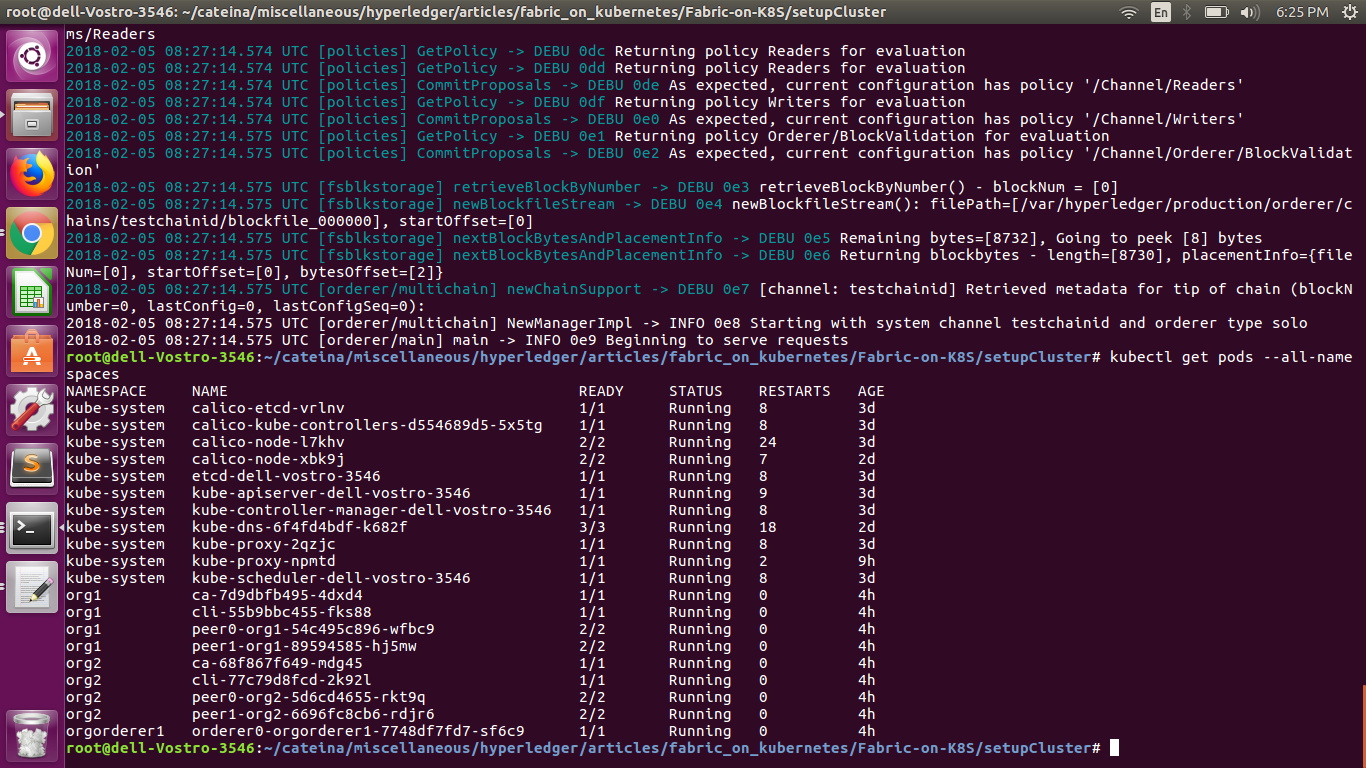 root@dell-Vostro-3546: ~/cateina/miscellaneous/hyperledger/articles/fabric_on_kubernetes/Fabric-on-K8S/setupCluster
En
6:25 PM
ms/Readers
2018-02-05 08:27:14.574 UTC [policies] GetPolicy -> DEBU 0dc Returning policy Readers for evaluation
2018-02-05 08:27:14.574 UTC [policies] GetPolicy -> DEBU 0dd Returning policy Readers for evaluation
2018-02-05 08:27:14.574 UTC [policies] CommitProposals -> DEBU 0de As expected, current configuration has policy '/Channel/Readers'
2018-02-05 08:27:14.574 UTC [policies] GetPolicy -> DEBU 0df Returning policy Writers for evaluation
2018-02-05 08:27:14.574 UTC [policies] CommitProposals -> DEBU 0e0 As expected, current configuration has policy '/Channel/Writers'
2018-02-05 08:27:14.575 UTC [policies] GetPolicy -> DEBU 0e1 Returning policy Orderer/BlockValidation for evaluation
2018-02-05 08:27:14.575 UTC [policies] CommitProposals -> DEBU 0e2 As expected, current configuration has policy '/Channel/Orderer/BlockValidat
ion'
2018-02-05 08:27:14.575 UTC [fsblkstorage] retrieveBlockByNumber -> DEBU 0e3 retrieveBlockByNumber() - blockNum = [0]
2018-02-05 08:27:14.575 UTC [fsblkstorage] newBlockfileStream -> DEBU 0e4 newBlockfileStream(): filePath=[/var/hyperledger/production/orderer/c
hains/testchainid/blockfile_000000], startOffset=[0]
2018-02-05 08:27:14.575 UTC [fsblkstorage] nextBlockBytesAndPlacementInfo -> DEBU 0e5 Remaining bytes=[8732], Going to peek [8] bytes
2018-02-05 08:27:14.575 UTC [fsblkstorage] nextBlockBytesAndPlacementInfo -> DEBU 0e6 Returning blockbytes - length=[8730], placementInfo={file
Num=[0], startOffset=[0], bytesOffset=[2]}
2018-02-05 08:27:14.575 UTC [orderer/multichain] newChainSupport -> DEBU 0e7 [channel: testchainid] Retrieved metadata for tip of chain (blockN
umber=0, lastConfig=0, lastConfigSeq=0):
2018-02-05 08:27:14.575 UTC [orderer/multichain] NewManagerImpl -> INFO 0e8 Starting with system channel testchainid and orderer type solo
2018-02-05 08:27:14.575 UTC [orderer/main] main -> INFO 0e9 Beginning to serve requests
root@dell-Vostro-3546:~/cateina/miscellaneous/hyperledger/articles/fabric_on_kubernetes/Fabric-on-K8S/setupCluster# kubectl get pods --all-name
spaces
NAMESPACE NAME READY STATUS RESTARTS AGE
kube-system calico-etcd-vrlnv 1/1 Running 8 3d
kube-system calico-kube-controllers-d554689d5-5x5tg 1/1 Running 8 3d
kube-system calico-node-l7khv 2/2 Running 24 3d
kube-system calico-node-xbk9j 2/2 Running 7 2d
kube-system etcd-dell-vostro-3546 1/1 Running 8 3d
kube-system kube-apiserver-dell-vostro-3546 1/1 Running 9 3d
kube-system kube-controller-manager-dell-vostro-3546 1/1 Running 8 3d
kube-system kube-dns-6f4fd4bdf-k682f 3/3 Running 18 2d
kube-system kube-proxy-2qzjc 1/1 Running 8 3d
kube-system kube-proxy-npmtd 1/1 Running 2 9h
kube-system kube-scheduler-dell-vostro-3546 1/1 Running 8 3d
org1 ca-7d9dbfb495-4dxd4 1/1 Running 0 4h
org1 cli-55b9bbc455-fks88 1/1 Running 0 4h
org1 peer0-org1-54c495c896-wfbc9 2/2 Running 0 4h
org1 peer1-org1-89594585-hj5mw 2/2 Running 0 4h
org2 ca-68f867f649-mdg45 1/1 Running 0 4h
org2 cli-77c79d8fcd-2k92l 1/1 Running 0 4h
org2 peer0-org2-5d6cd4655-rkt9q 2/2 Running 0 4h
org2 peer1-org2-6696fc8cb6-rdjr6 2/2 Running 0 4h
orgorderer1 orderer0-orgorderer1-7748df7fd7-sf6c9 1/1 Running 0 4h
root@dell-Vostro-3546:~/cateina/miscellaneous/hyperledger/articles/fabric_on_kubernetes/Fabric-on-K8S/setupCluster#